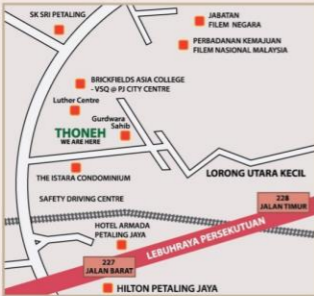 SK SRI PETALING
JABATAN
FILEM NEGARA
PERBADANAN KEMAJUAN
FILEM NASIONAL MALAYSIA
BRICKFIELDS ASIA COLLEGE
- VSQ @ PJ CITY CENTRE
Luther Centre
Gurdwara
Sahib
THONEH
WE ARE HERE
THE ISTARA CONDOMINIUM
LORONG UTARA KECIL
SAFETY DRIVING CENTRE
228
JALAN TIMUR
HOTEL ARMADA
PETALING JAYA
LEBUHRAYA PERSEKUTUAN
227
JALAN BARAT
HILTON PETALING JAYA